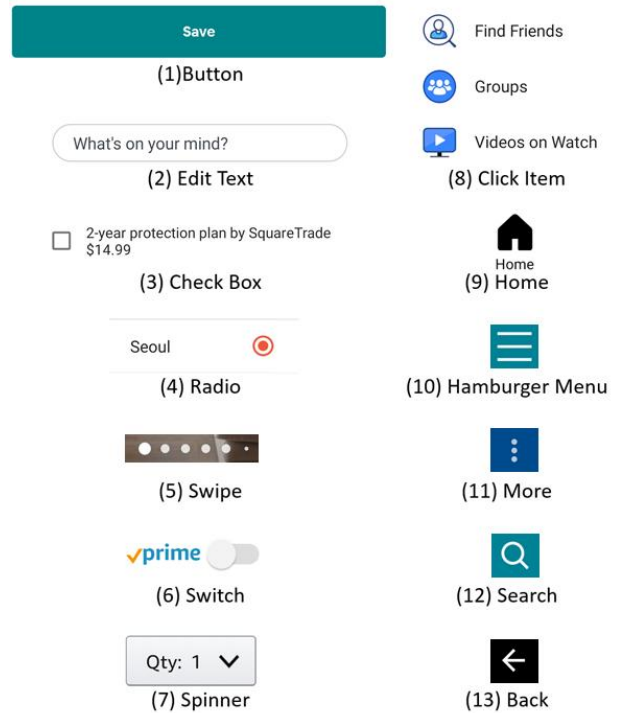 Save
(1)Button
What's on your mind?
(2) Edit Text
2-year protection plan by SquareTrade
$14.99
(3) Check Box
Seoul
(4) Radio
(5) Swipe
prime
(6) Switch
Qty: 1
(7) Spinner
Find Friends
Groups
Videos on Watch
(8) Click Item
Home
(9) Home
(10) Hamburger Menu
(11) More
(12) Search
(13) Back